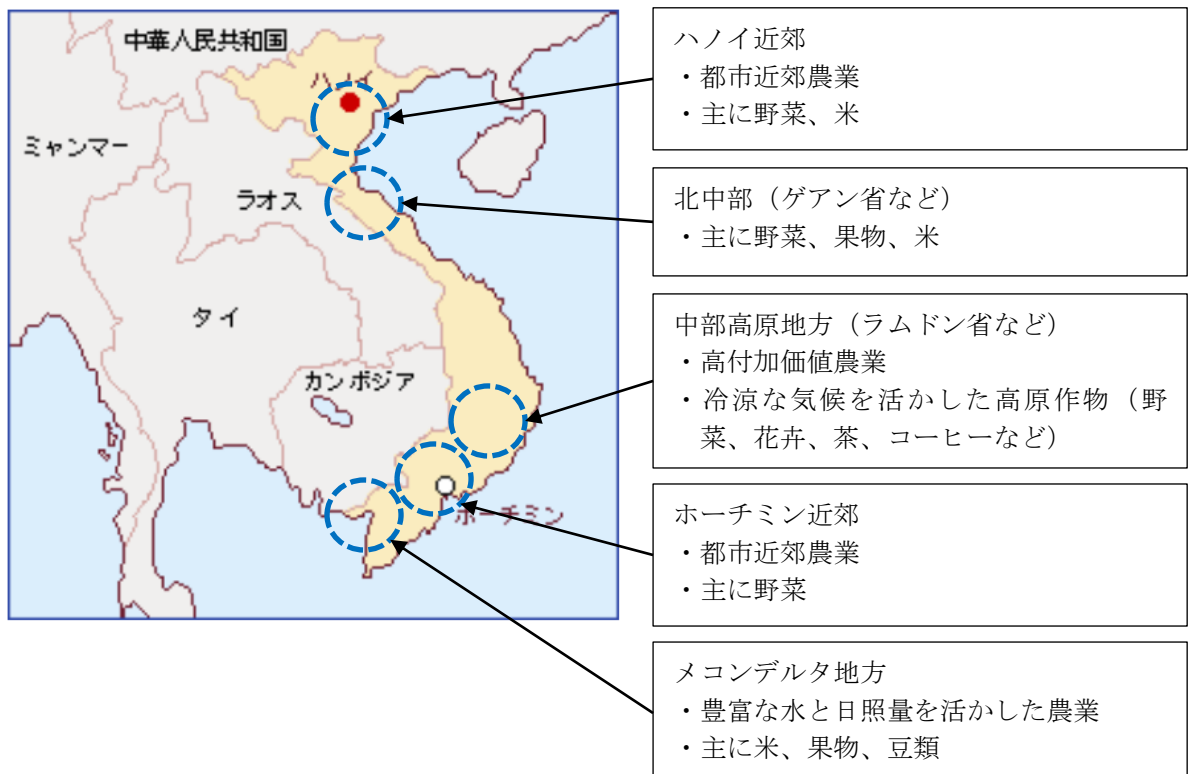 中華人民共和国
ハノイ
ミャンマー
ラオス
タイ
カンボジア
ホーチミン
ハノイ近郊
・都市近郊農業
・主に野菜、米
北中部（ゲアン省など）
・主に野菜、果物、米
中部高原地方（ラムドン省など）
・高付加価値農業
・冷涼な気候を活かした高原作物（野
菜、花卉、茶、コーヒーなど）
ホーチミン近郊
・都市近郊農業
・主に野菜
メコンデルタ地方
・豊富な水と日照量を活かした農業
・主に米、果物、豆類